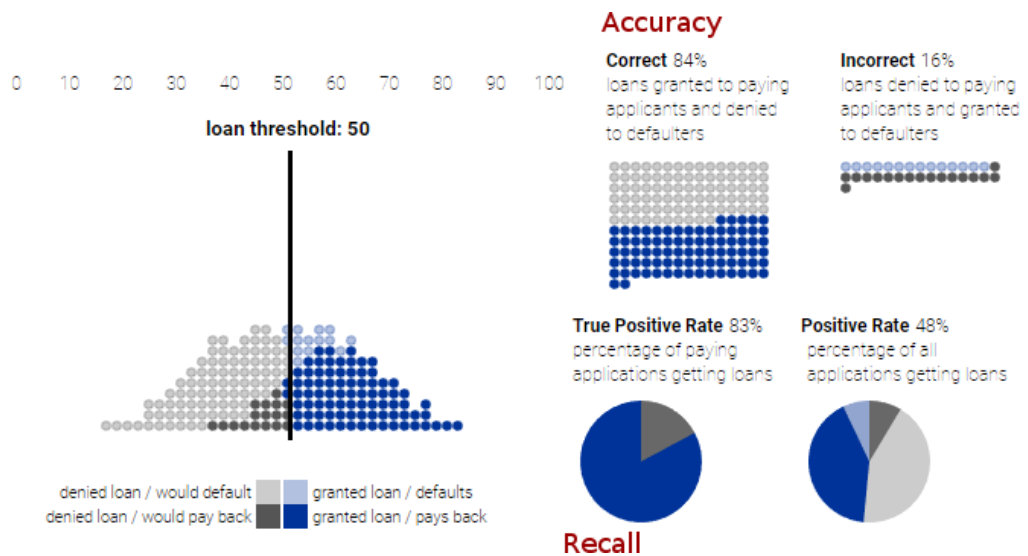 Accuracy
0 10 20 30 40 50 60 70 80 90 100
loan threshold: 50
Correct 84%
loans granted to paying
applicants and denied
to defaulters
Incorrect 16%
loans denied to paying
applicants and granted
to defaulters
True Positive Rate 83%
percentage of paying
applications getting loans
Positive Rate 48%
percentage of all
applications getting loans
denied loan / would default
granted loan / defaults
denied loan / would pay back
granted loan / pays back
Recall